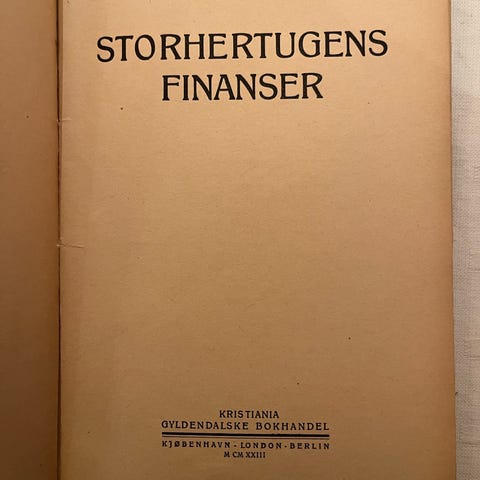 STORHERTUGENS
FINANSER
KRISTIANIA
GYLDENDALSKE BOKHANDEL
KJØBENHAVN - LONDON - BERLIN
M CM XXIII